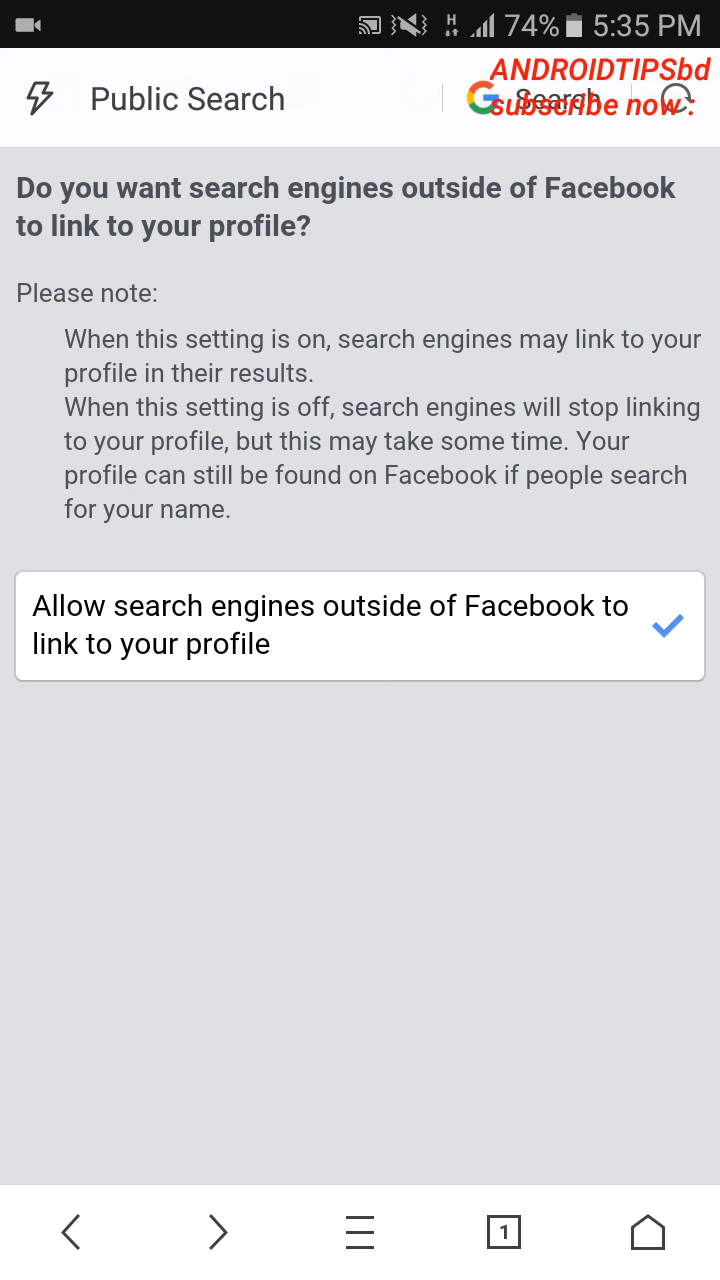 H 74% 5:35 PM
ANDROIDTIPSbd
Public Search
Search
subscribe now :
Do you want search engines outside of Facebook
to link to your profile?
Please note:
When this setting is on, search engines may link to your
profile in their results.
When this setting is off, search engines will stop linking
to your profile, but this may take some time. Your
profile can still be found on Facebook if people search
for your name.
Allow search engines outside of Facebook to
link to your profile
1